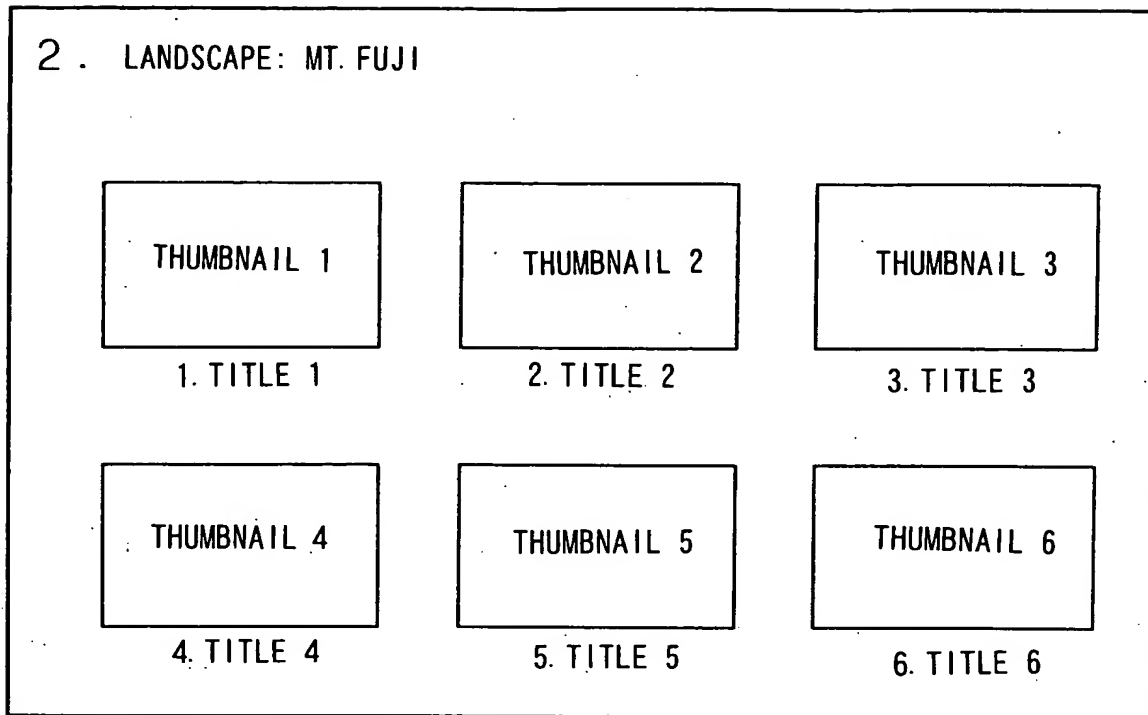 2. LANDSCAPE: MT. FUJI
THUMBNAIL 1
THUMBNAIL 2
THUMBNAIL 3
1. TITLE 1
2. TITLE 2
3. TITLE 3
THUMBNAIL 4
THUMBNAIL 5
THUMBNAIL 6
4. TITLE 4
5. TITLE 5
6. TITLE 6